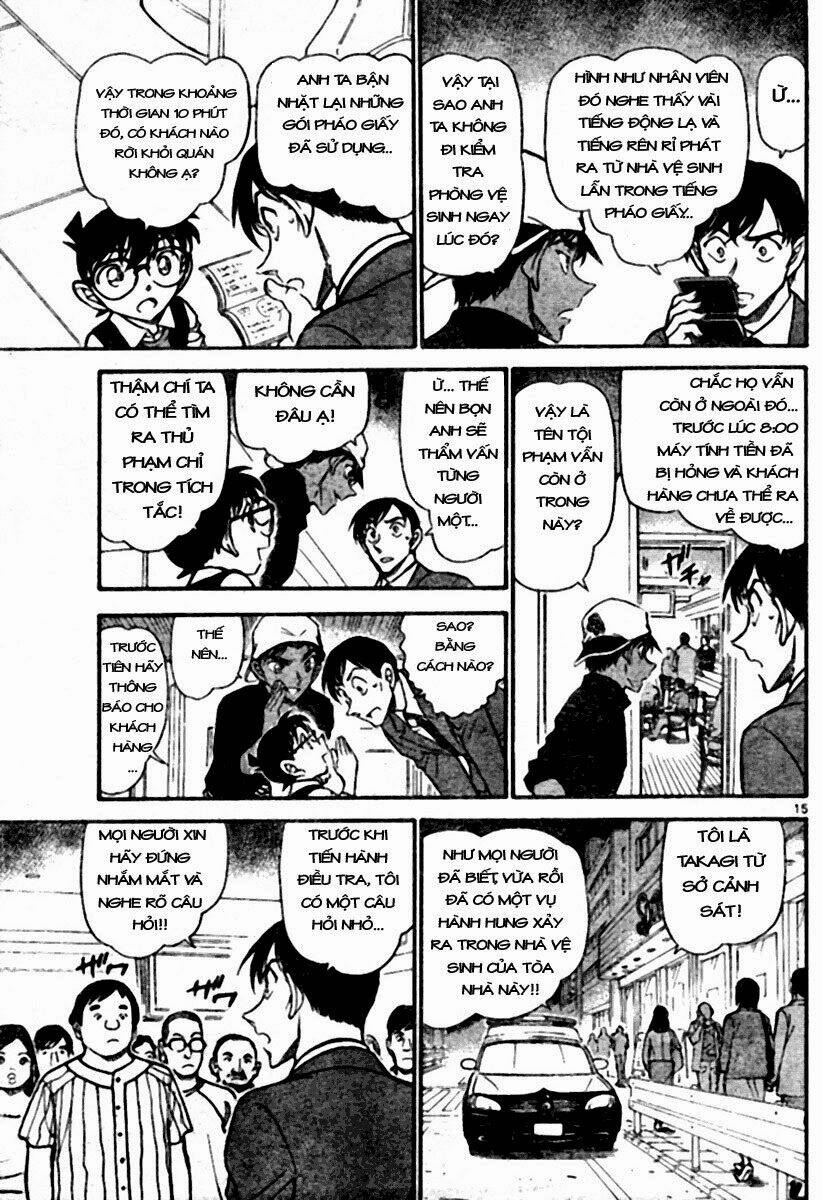 Ừ...
HÌNH NHƯ NHÂN VIÊN
ĐÓ NGHE THẤY VÀI
TIẾNG ĐỘNG LẠ VÀ
TIẾNG RÊN RỈ PHÁT
RA TỪ NHÀ VỆ SINH
LẪN TRONG TIẾNG
PHÁO GIẤY..
VẬY TẠI
SAO ANH
TA KHÔNG
ĐI KIỂM
TRA
PHÒNG VỆ
SINH NGAY
LÚC ĐÓ?
ANH TA BẬN
NHẶT LẠI NHỮNG
GÓI PHÁO GIẤY
ĐÃ SỬ DỤNG..
VẬY TRONG KHOẢNG
THỜI GIAN 10 PHÚT
ĐÓ, CÓ KHÁCH NÀO
RỜI KHỎI QUÁN
KHÔNG Ạ?
CHẮC HỌ VẪN
CÒN Ở NGOÀI ĐÓ...
TRƯỚC LÚC 8:00
MÁY TÍNH TIỀN ĐÃ
BỊ HỎNG VÀ KHÁCH
HÀNG CHƯA THỂ RA
VỀ ĐƯỢC...
VẬY LÀ
TÊN TỘI
PHẠM VẪN
CÒN Ở
TRONG
NÀY?
Ừ... THẾ
NÊN BỌN
ANH SẼ
THẨM VẤN
TỪNG
NGƯỜI
MỘT...
KHÔNG CẦN
ĐÂU Ạ!
THẬM CHÍ TA
CÓ THỂ TÌM
RA THỦ
PHẠM CHỈ
TRONG TÍCH
TẮC!
SAO?
BẰNG
CÁCH NÀO?
THẾ
NÊN...
TRƯỚC
TIÊN HÃY
THÔNG
BÁO CHO
KHÁCH
HÀNG
...
15
TÔI LÀ
TAKAGI TỪ
SỞ CẢNH
SÁT!
NHƯ MỌI NGƯỜI
ĐÃ BIẾT, VỪA RỒI
ĐÃ CÓ MỘT VỤ
HÀNH HUNG XẢY
RA TRONG NHÀ VỆ
SINH CỦA TÒA
NHÀ NÀY!!
TRƯỚC KHI
TIẾN HÀNH
ĐIỀU TRA, TÔI
CÓ MỘT CÂU
HỎI NHỎ...
MỌI NGƯỜI XIN
HÃY ĐỨNG
NHẮM MẮT VÀ
NGHE RÕ CÂU
HỎI!!